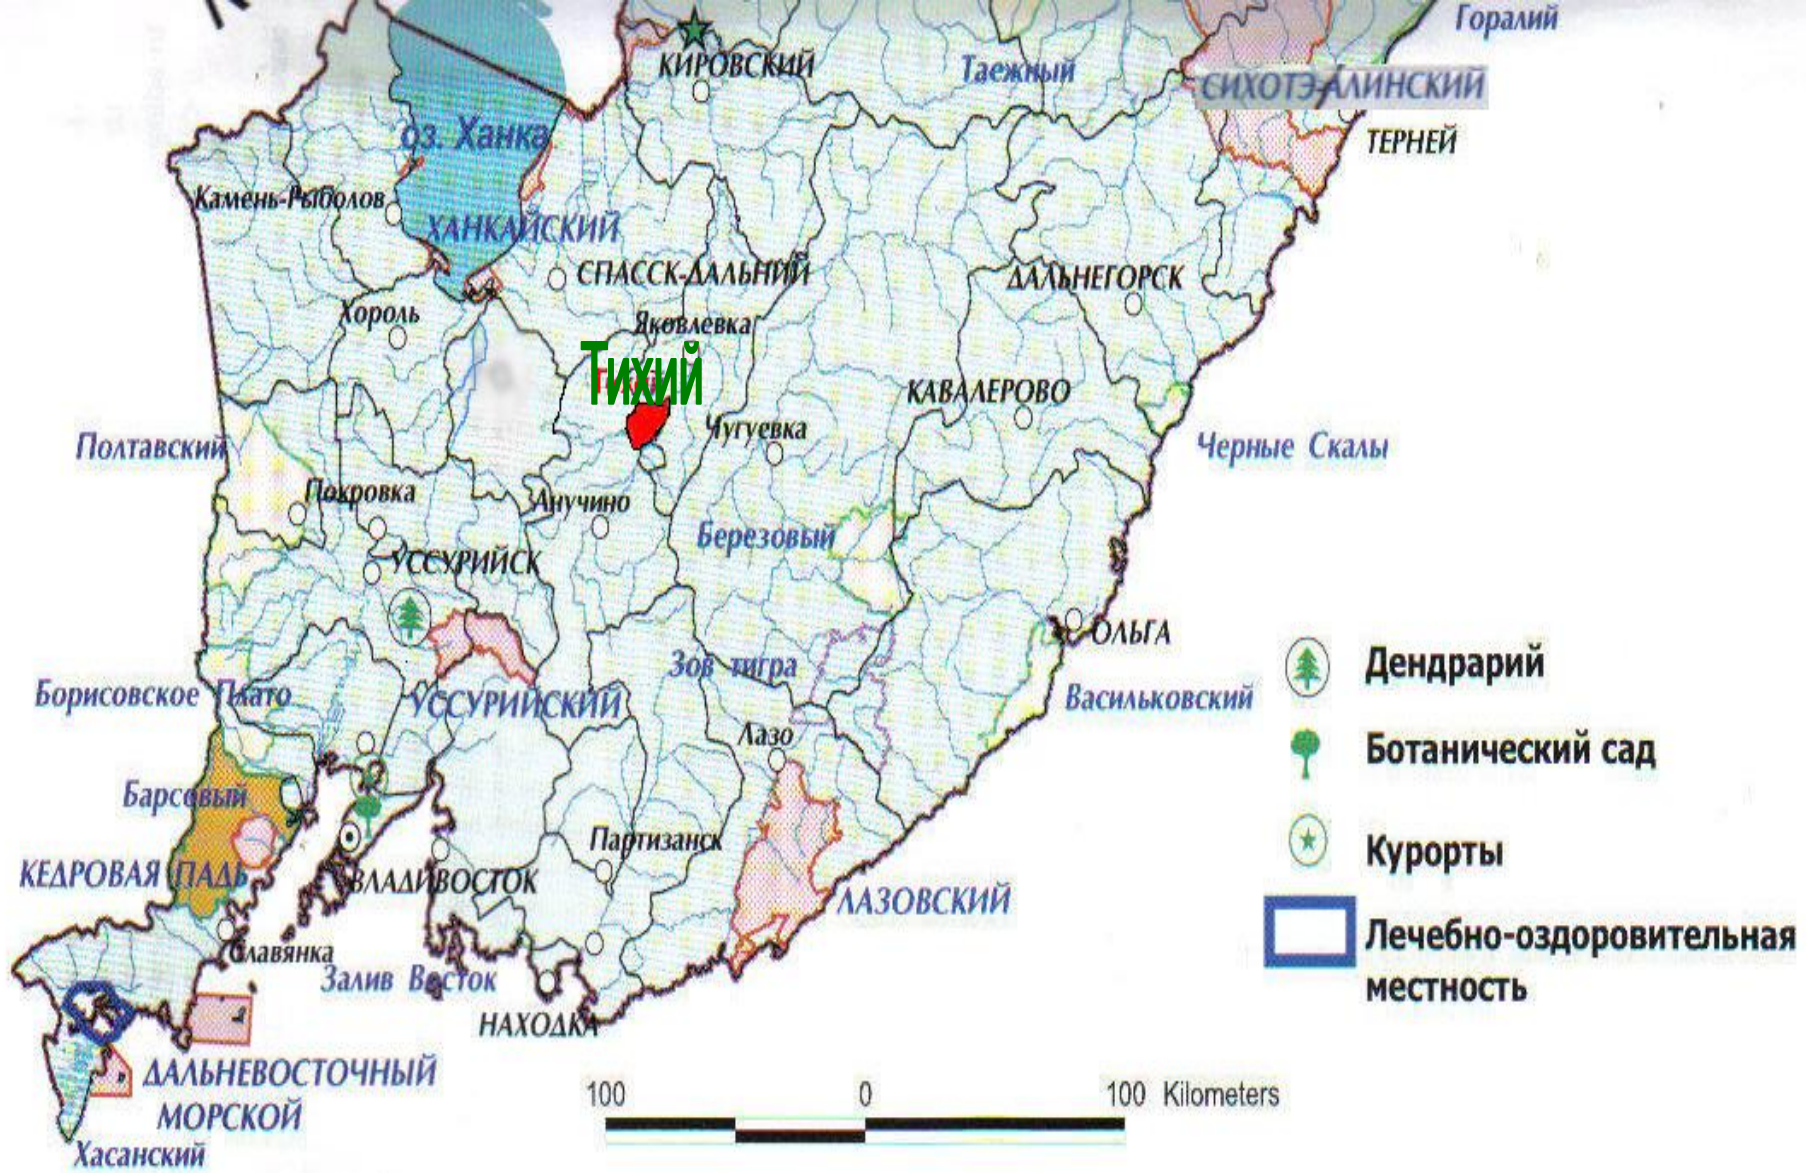 Горалий
КИРОВСКИЙ
Таежный
СИХОТЭ-АЛИНСКИЙ
оз. Ханка
ТЕРНЕЙ
Камень-Рыболов
ХАНКАЙСКИЙ
СПАССК-ДАЛЬНИЙ
ДАЛЬНЕГОРСК
Хороль
Яковлевка
Тихий
КАВАЛЕРОВО
Чугуевка
Полтавский
Черные Скалы
Покровка
Анучино
Березовый
УССУРИЙСК
ОЛЬГА
Зов тигра
Дендрарий
Борисовское Плато
УССУРИЙСКИЙ
Васильковский
Лазо
Ботанический сад
Барсовый
Партизанск
Курорты
КЕДРОВАЯ ПАДЬ
ВЛАДИВОСТОК
ЛАЗОВСКИЙ
Лечебно-оздоровительная
местность
Славянка
Залив Восток
НАХОДКА
ДАЛЬНЕВОСТОЧНЫЙ
МОРСКОЙ
Хасанский
100 0 100 Kilometers